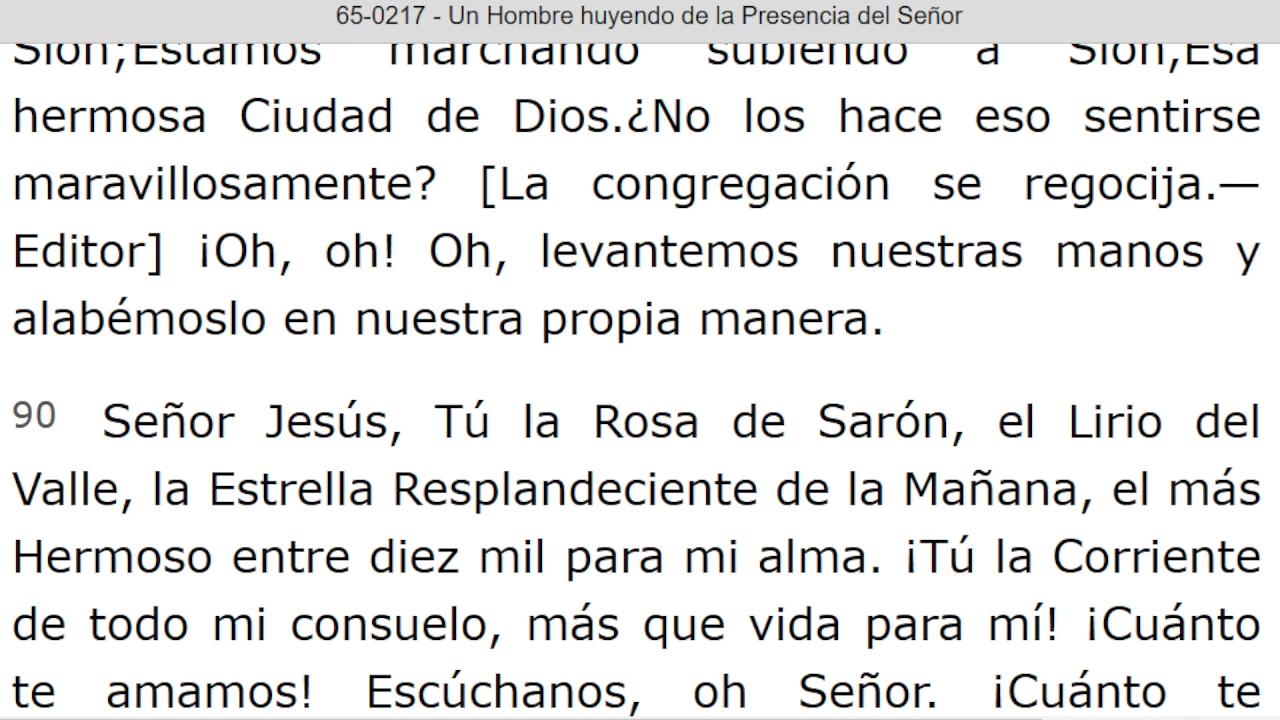 65-0217 - Un Hombre huyendo de la Presencia del Señor
Sion;Estamos marchando subiendo a Sion,Esa
hermosa Ciudad de Dios.¿No los hace eso sentirse
maravillosamente? [La congregación se regocija.—
Editor] ¡Oh, oh! Oh, levantemos nuestras manos y
alabémoslo en nuestra propia manera.
90 Señor Jesús, Tú la Rosa de Sarón, el Lirio del
Valle, la Estrella Resplandeciente de la Mañana, el más
Hermoso entre diez mil para mi alma. ¡Tú la Corriente
de todo mi consuelo, más que vida para mí! ¡Cuánto
te amamos! Escúchanos, oh Señor. ¡Cuánto te